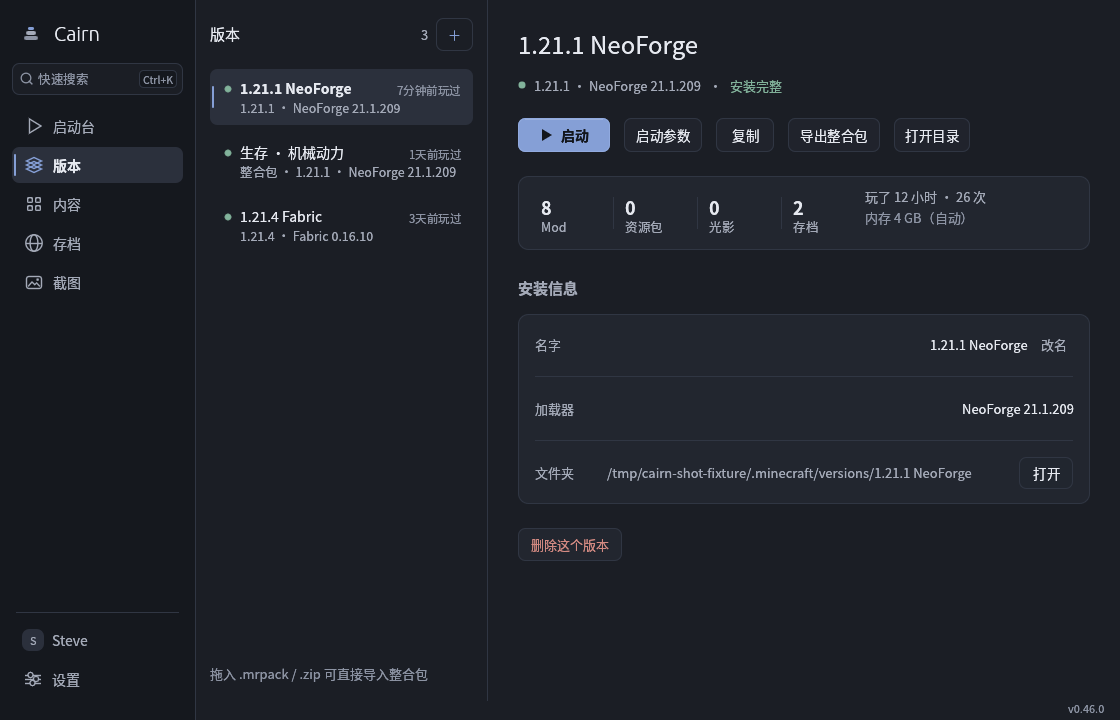 Cairn
快速搜索 Ctrl+K
启动台
版本
内容
存档
截图
S Steve
设置
版本 3 +
1.21.1 NeoForge 7分钟前玩过
1.21.1 • NeoForge 21.1.209
生存 • 机械动力 1天前玩过
整合包 • 1.21.1 • NeoForge 21.1.209
1.21.4 Fabric 3天前玩过
1.21.4 • Fabric 0.16.10
拖入 .mrpack / .zip 可直接导入整合包
1.21.1 NeoForge
1.21.1 • NeoForge 21.1.209 • 安装完整
启动 启动参数 复制 导出整合包 打开目录
8 0 0 2
Mod 资源包 光影 存档
玩了 12 小时 • 26 次
内存 4 GB（自动）
安装信息
名字 1.21.1 NeoForge 改名
加载器 NeoForge 21.1.209
文件夹 /tmp/cairn-shot-fixture/.minecraft/versions/1.21.1 NeoForge 打开
删除这个版本
v0.46.0